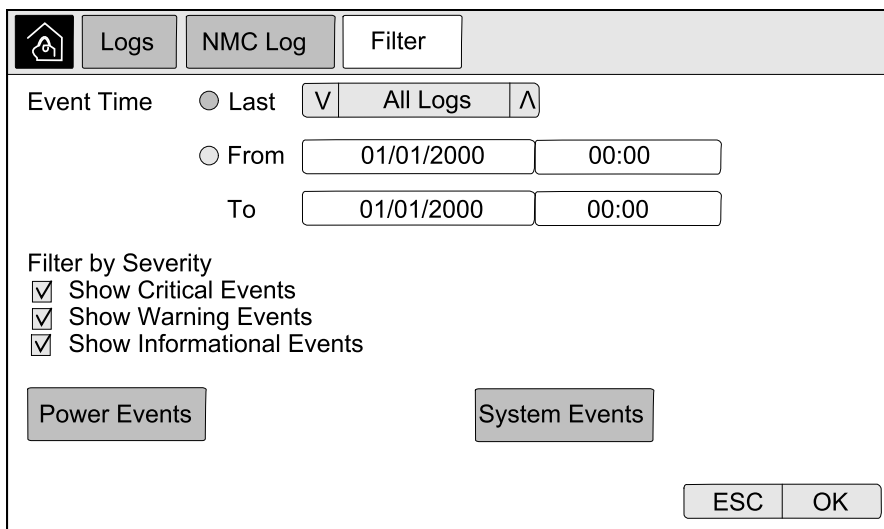 Logs NMC Log Filter
Event Time Last V All Logs Λ
From 01/01/2000 00:00
To 01/01/2000 00:00
Filter by Severity
Show Critical Events
Show Warning Events
Show Informational Events
Power Events System Events
ESC OK